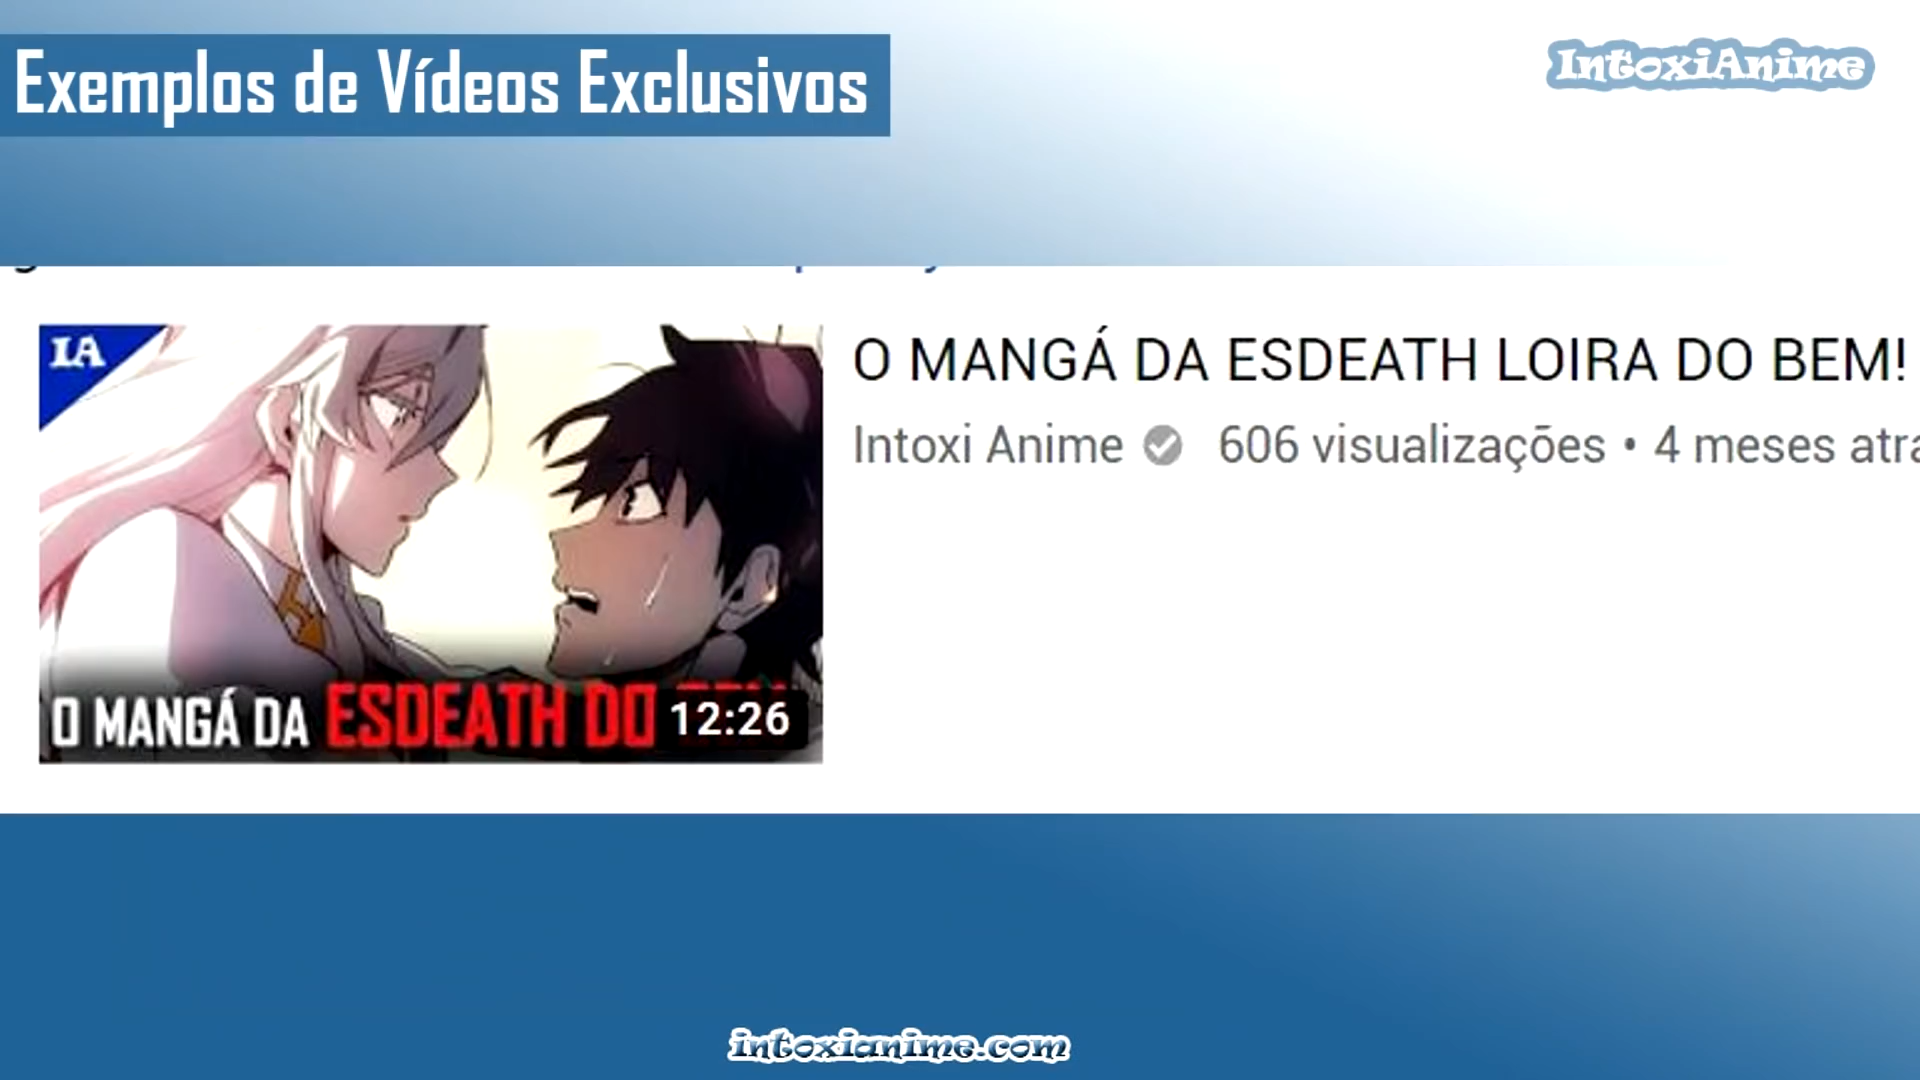 Exemplos de Vídeos Exclusivos
IntoxiAnime
IA
O MANGÁ DA ESDEATH DO
12:26
O MANGÁ DA ESDEATH LOIRA DO BEM!
Intoxi Anime 606 visualizações • 4 meses atra
intoxianime.com